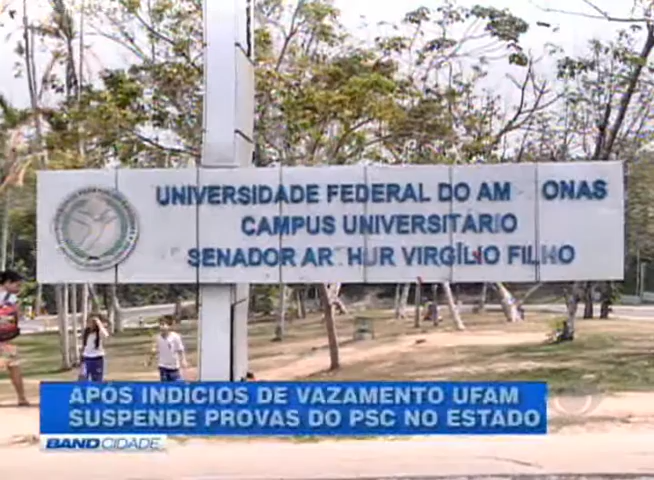 UNIVERSIDADE FEDERAL DO AM ONAS
CAMPUS UNIVERSITÁRIO
SENADOR AR HUR VIRGÍLIO FILHO
APÓS INDÍCIOS DE VAZAMENTO UFAM
SUSPENDE PROVAS DO PSC NO ESTADO
BAND CIDADE